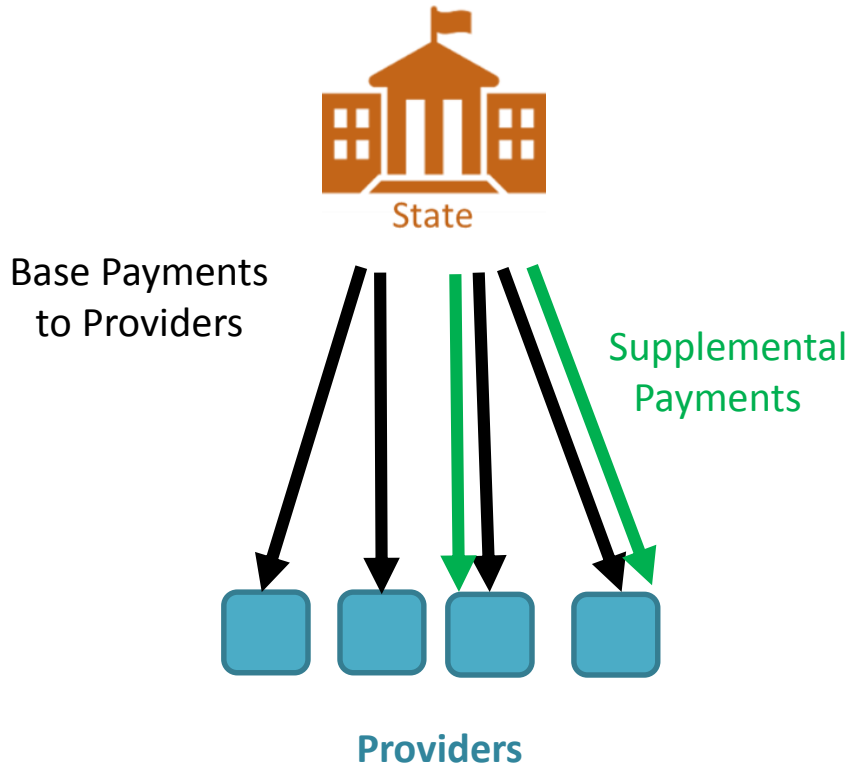 State
Base Payments
to Providers
Supplemental
Payments
Providers